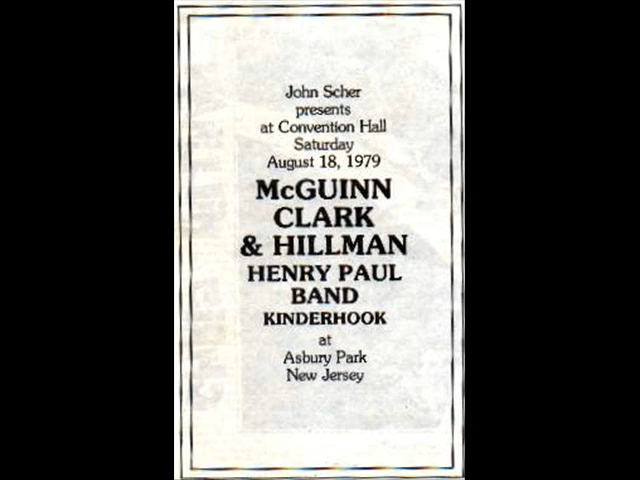 John Scher
presents
at Convention Hall
Saturday
August 18, 1979
McGUINN
CLARK
& HILLMAN
HENRY PAUL
BAND
KINDERHOOK
at
Asbury Park
New Jersey